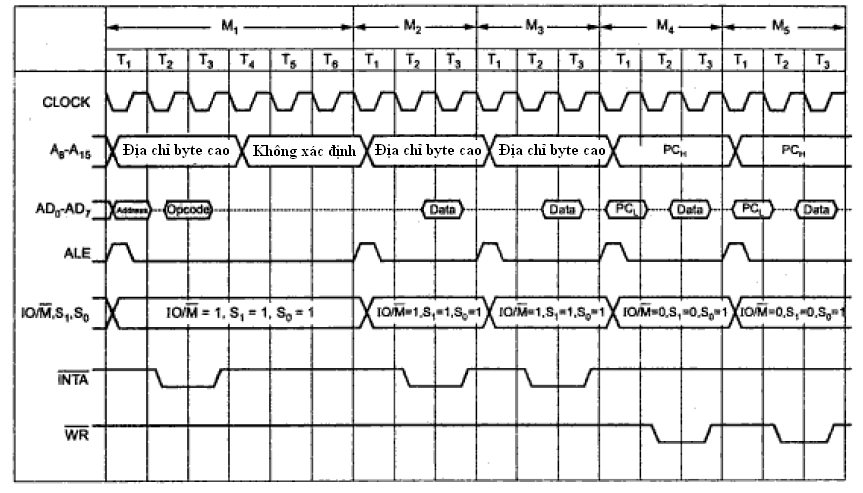 M1 M2 M3 M4 M5
T1 T2 T3 T4 T5 T6 T1 T2 T3 T1 T2 T3 T1 T2 T3 T1 T2 T3
CLOCK
A8-A15 Địa chỉ byte cao Không xác định Địa chỉ byte cao Địa chỉ byte cao PCH PCH
AD0-AD7 Address Opcode Data Data PCL Data PCL Data
ALE
IO/M̅,S1,S0 IO/M̅ = 1, S1 = 1, S0 = 1 IO/M̅=1,S1=1,S0=1 IO/M̅=1,S1=1,S0=1 IO/M̅=0,S1=0,S0=1 IO/M̅=0,S1=0,S0=1
I̅N̅T̅A̅
W̅R̅